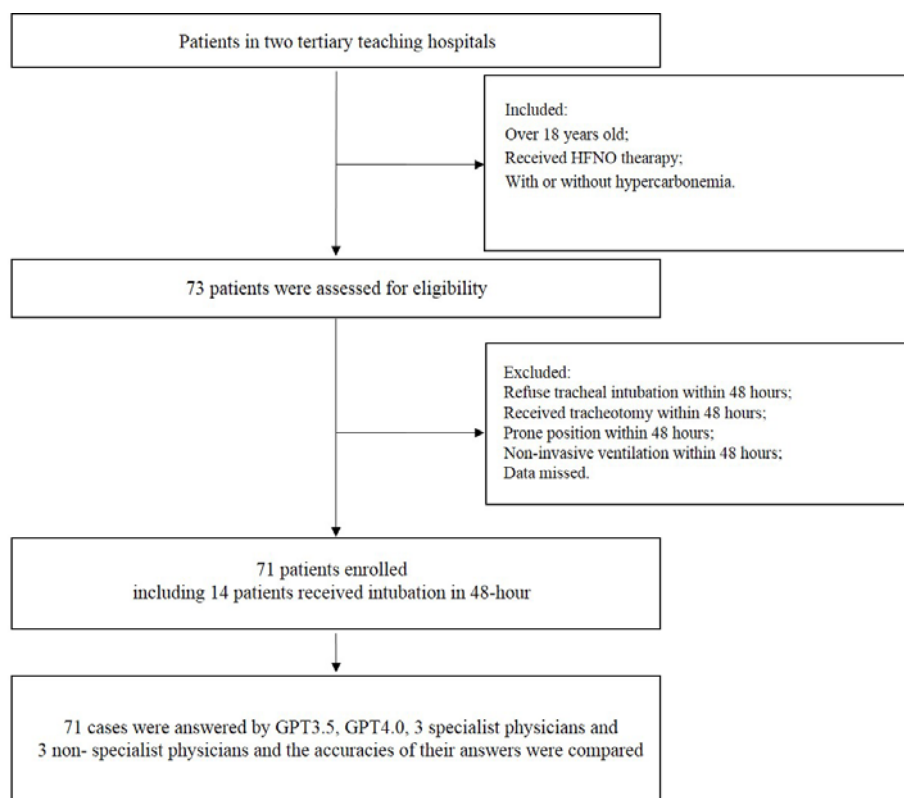 Patients in two tertiary teaching hospitals
Included:
Over 18 years old;
Received HFNO thearapy;
With or without hypercarbonemia.
73 patients were assessed for eligibility
Excluded:
Refuse tracheal intubation within 48 hours;
Received tracheotomy within 48 hours;
Prone position within 48 hours;
Non-invasive ventilation within 48 hours;
Data missed.
71 patients enrolled
including 14 patients received intubation in 48-hour
71 cases were answered by GPT3.5, GPT4.0, 3 specialist physicians and
3 non- specialist physicians and the accuracies of their answers were compared